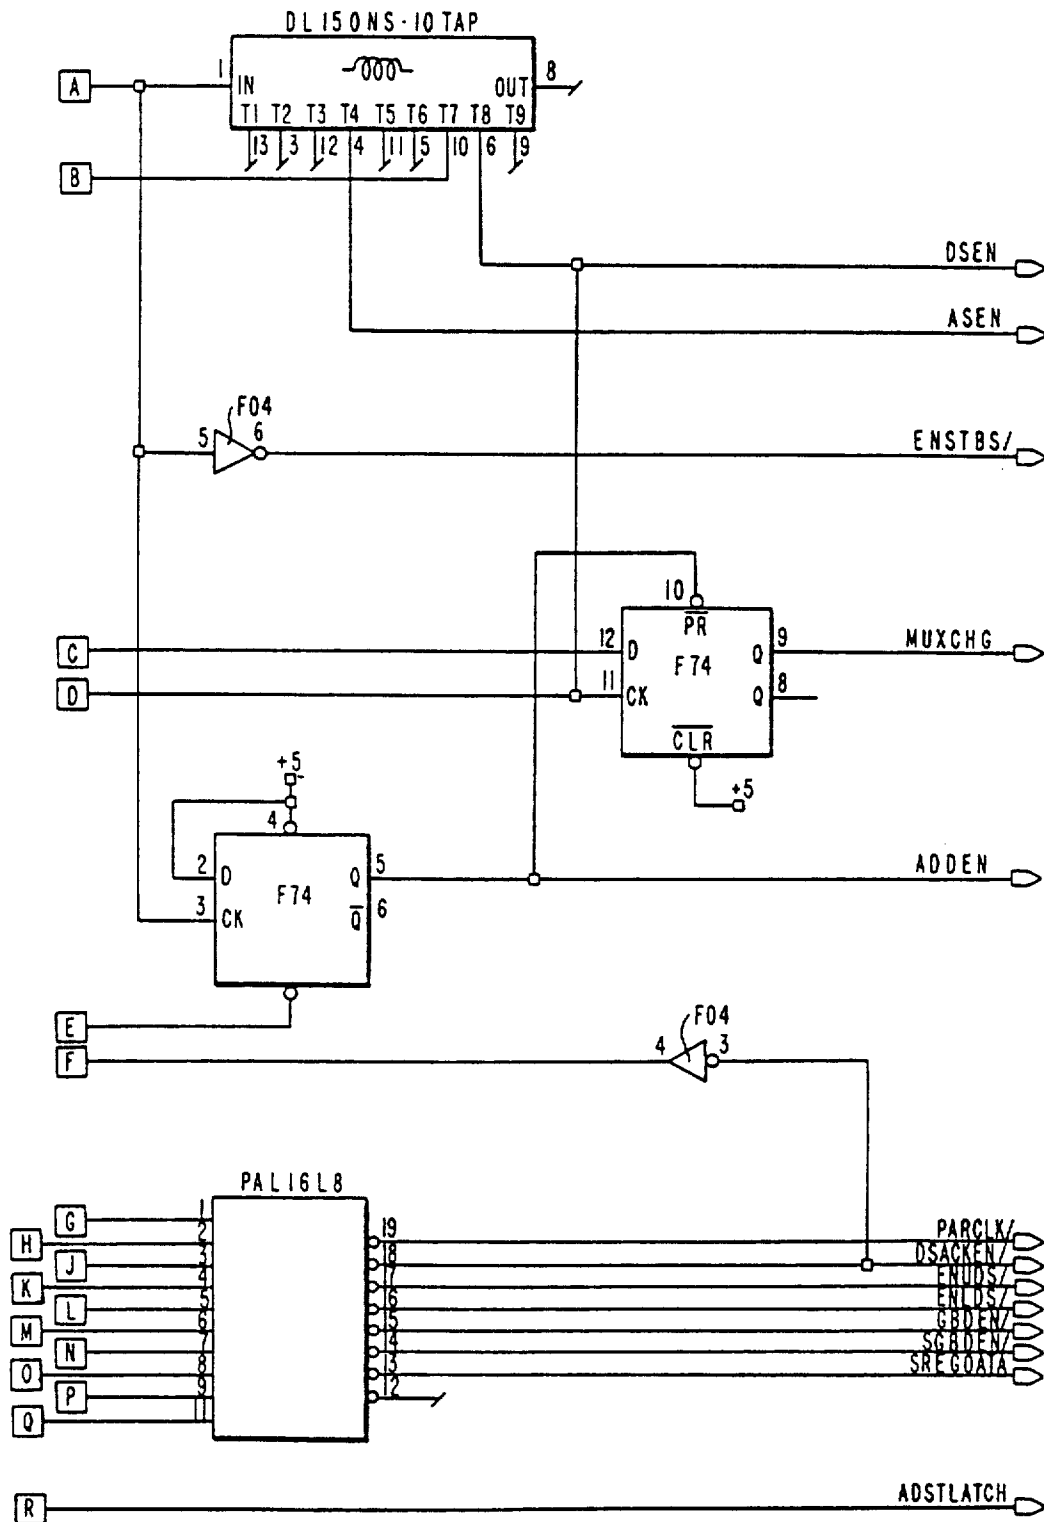 DL150NS-10TAP
A 1 IN OUT 8
T1 T2 T3 T4 T5 T6 T7 T8 T9
13 3 12 4 11 5 10 6 9
B
DSEN
ASEN
F04
5 6 ENSTBS/
10
PR
C 12 D F74 Q 9 MUXCHG
D 11 CK Q 8
CLR
+5
+5
4
2 D F74 Q 5 ADDEN
3 CK Q 6
E
F04
F 4 3
PAL16L8
G 1
H 2 19 PARCLK/
J 3 18 DSACKEN/
K 4 17 ENUDS/
L 5 16 ENLDS/
M 6 15 GBDEN/
N 7 14 SGBDEN/
O 8 13 SREGDATA
P 9 12
Q 11
R ADSTLATCH